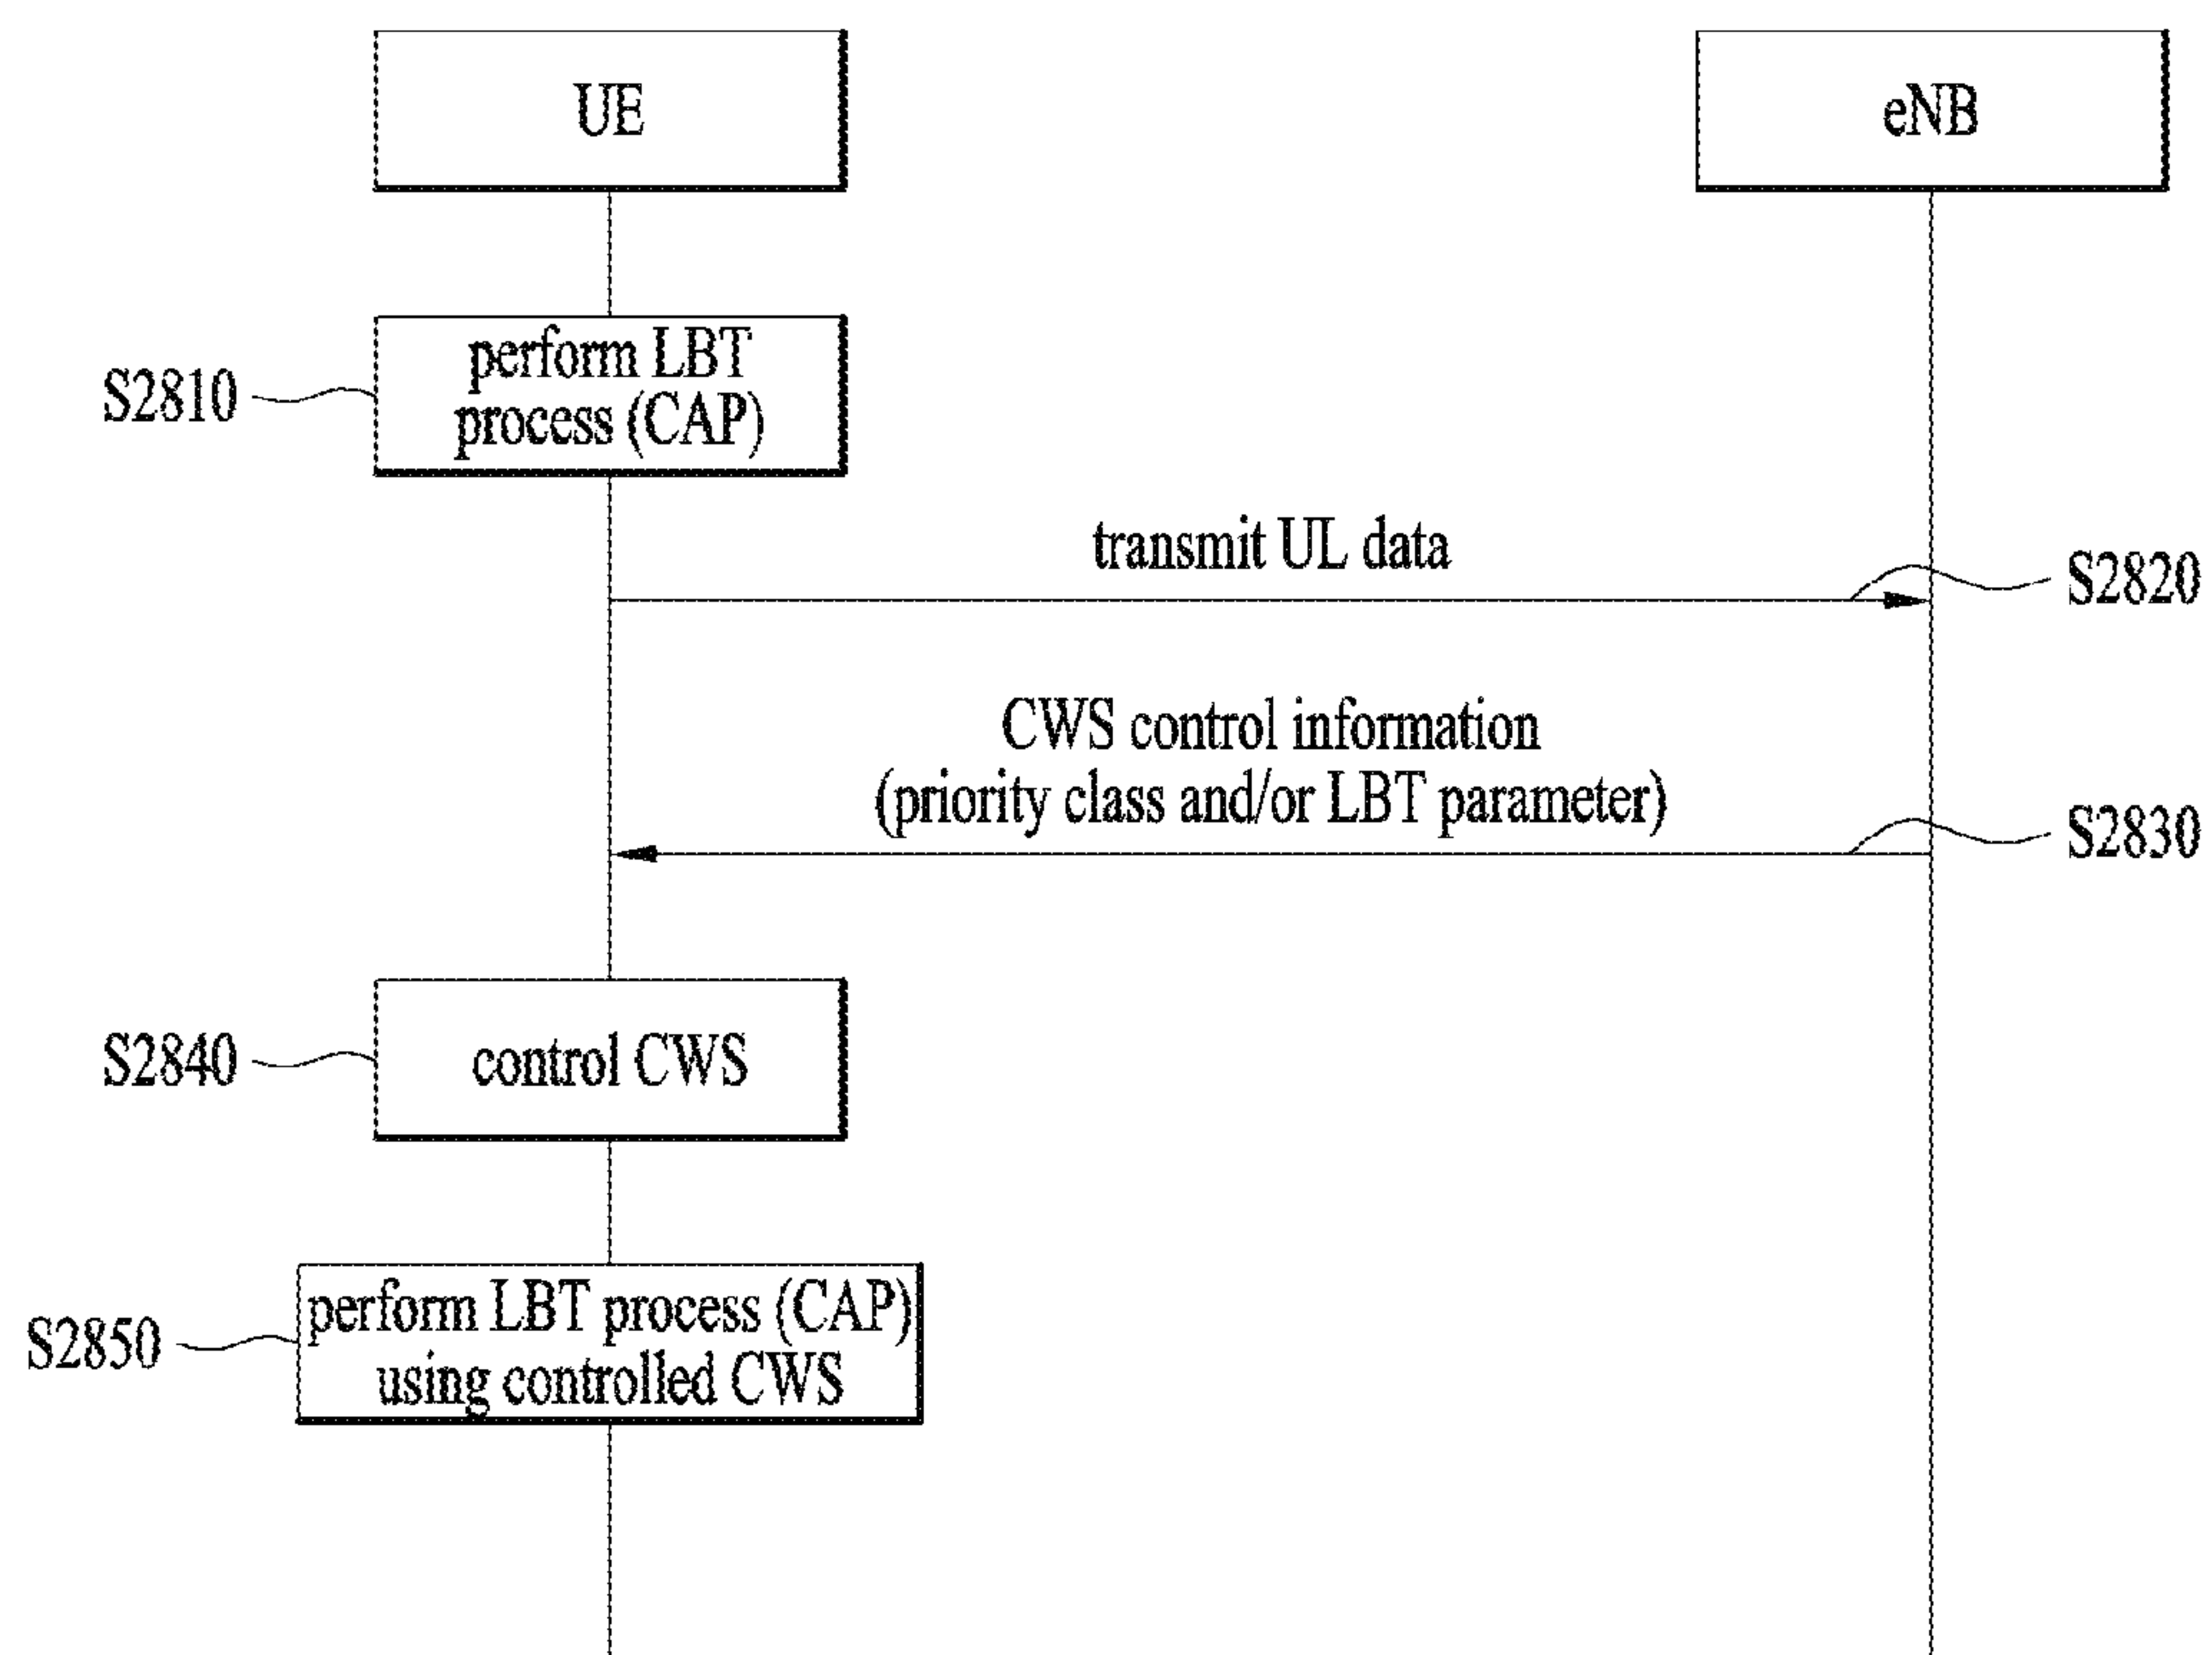 UE
eNB
S2810
perform LBT
process (CAP)
transmit UL data
S2820
CWS control information
(priority class and/or LBT parameter)
S2830
S2840
control CWS
S2850
perform LBT process (CAP)
using controlled CWS